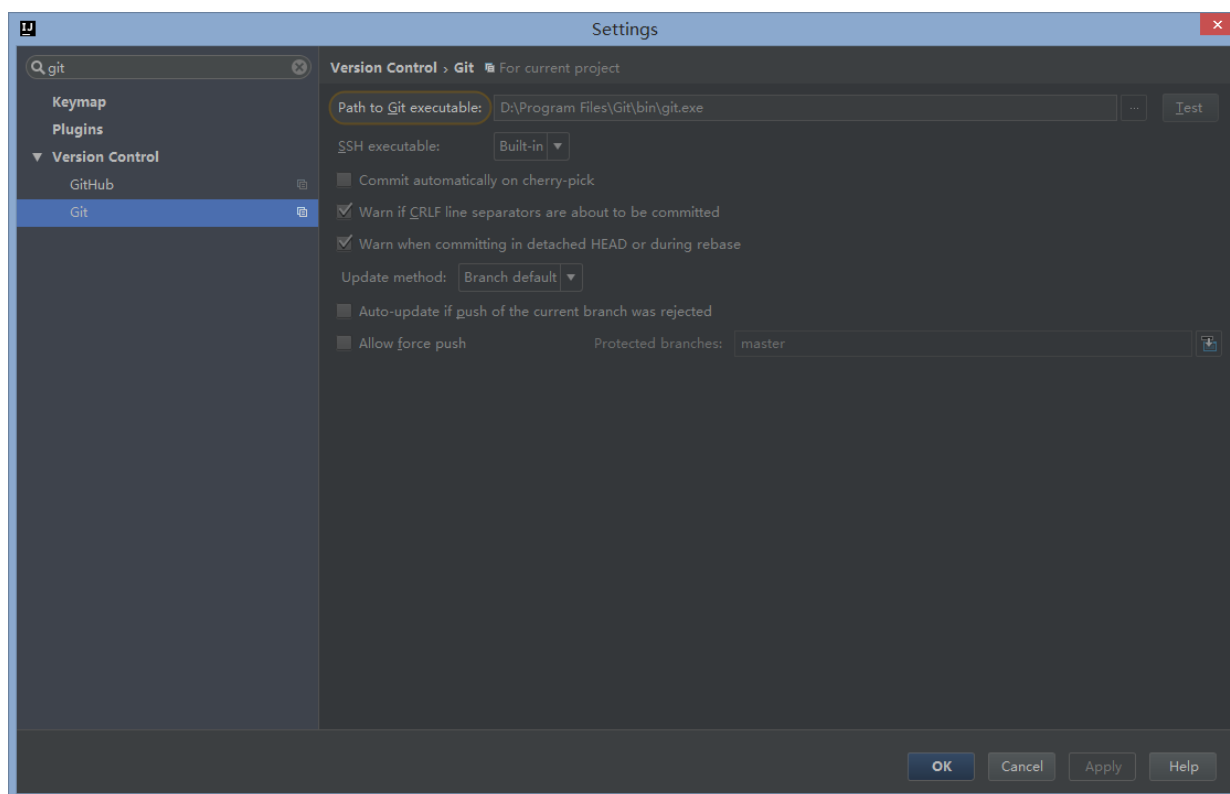 IJ
Settings
git
Keymap
Plugins
Version Control
GitHub
Git
Version Control › Git For current project
Path to Git executable: D:\Program Files\Git\bin\git.exe ... Test
SSH executable: Built-in
Commit automatically on cherry-pick
Warn if CRLF line separators are about to be committed
Warn when committing in detached HEAD or during rebase
Update method: Branch default
Auto-update if push of the current branch was rejected
Allow force push Protected branches: master
OK Cancel Apply Help